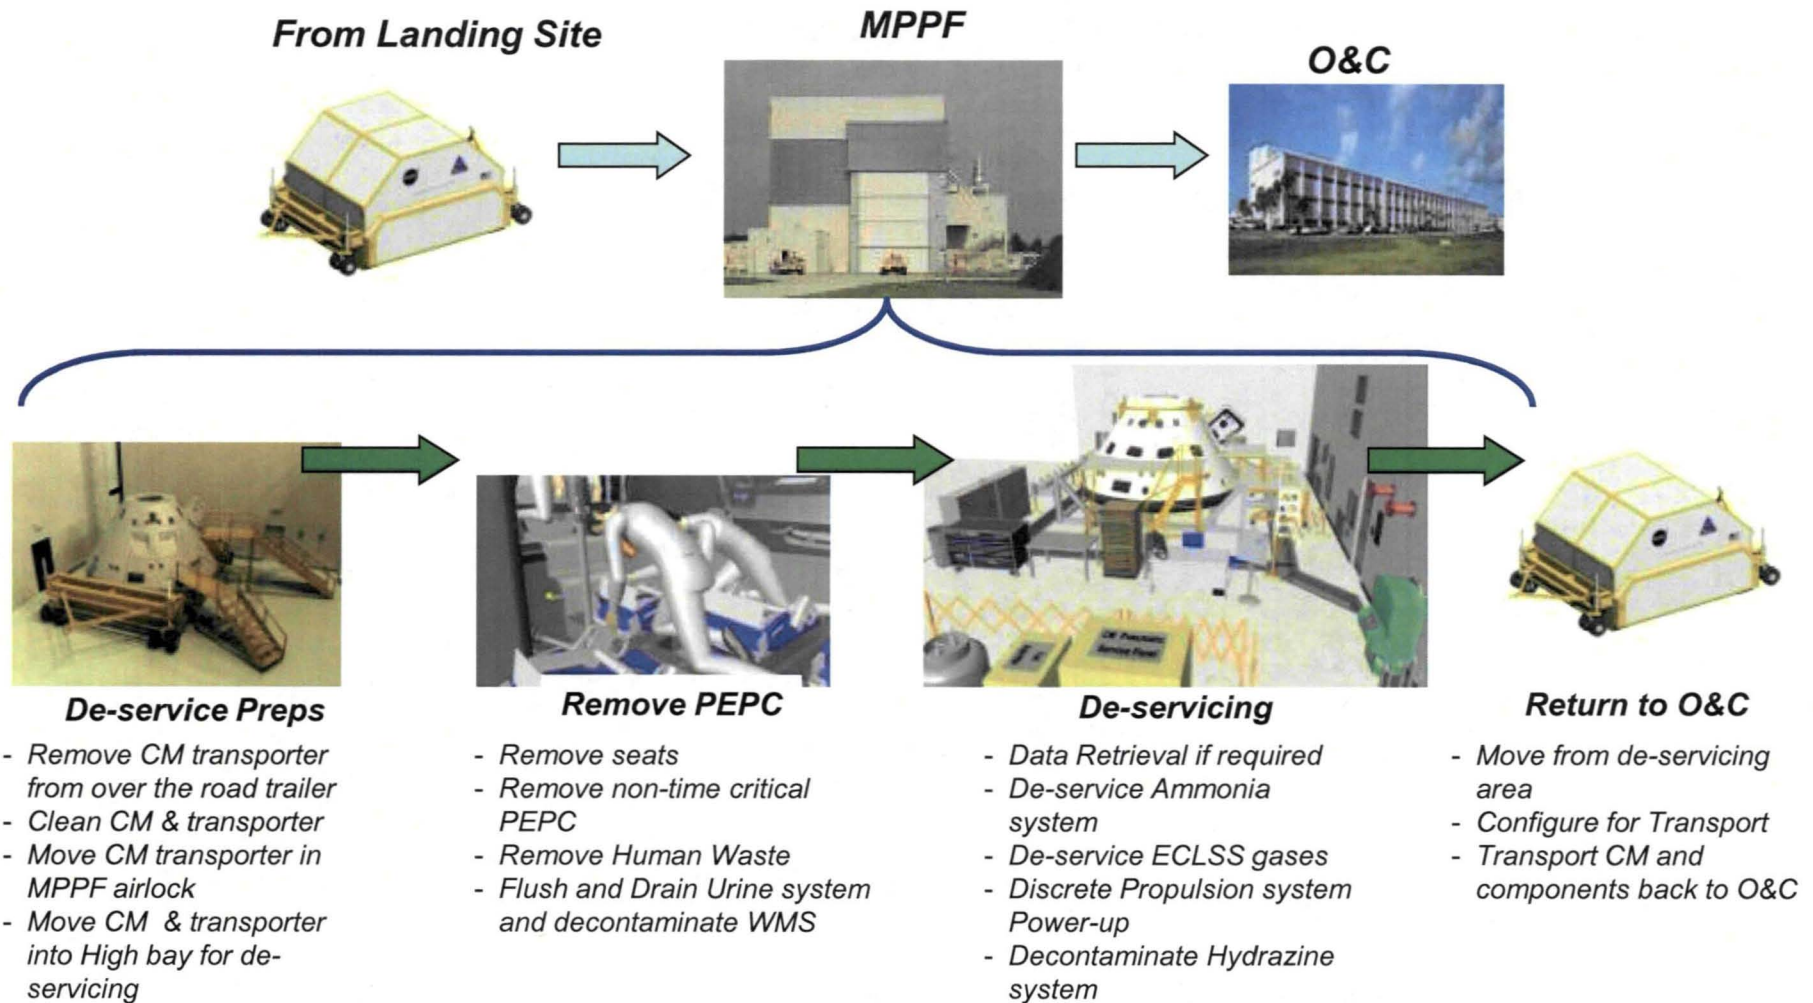 From Landing Site
MPPF
O&C
De-service Preps
- Remove CM transporter
from over the road trailer
- Clean CM & transporter
- Move CM transporter in
MPPF airlock
- Move CM & transporter
into High bay for de-
servicing
Remove PEPC
- Remove seats
- Remove non-time critical
PEPC
- Remove Human Waste
- Flush and Drain Urine system
and decontaminate WMS
CM Pneumatic
Service Panel
De-servicing
- Data Retrieval if required
- De-service Ammonia
system
- De-service ECLSS gases
- Discrete Propulsion system
Power-up
- Decontaminate Hydrazine
system
Return to O&C
- Move from de-servicing
area
- Configure for Transport
- Transport CM and
components back to O&C